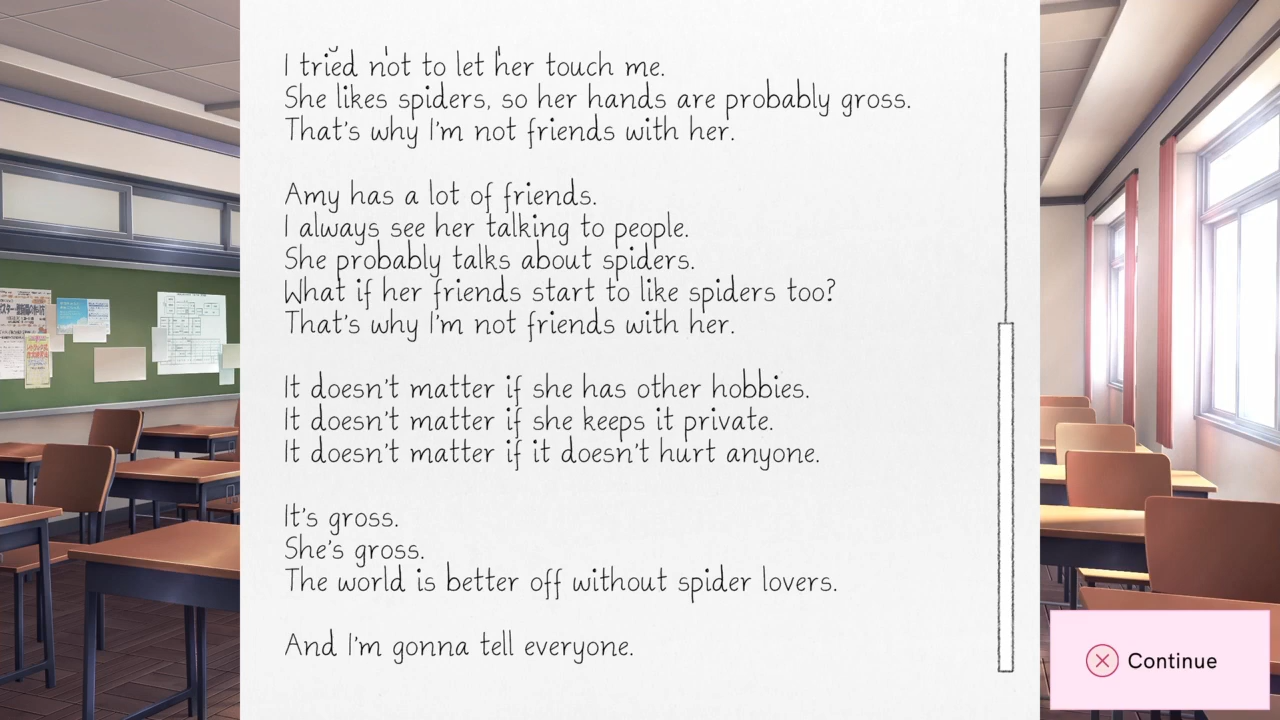 I tried not to let her touch me.
She likes spiders, so her hands are probably gross.
That's why I'm not friends with her.
Amy has a lot of friends.
I always see her talking to people.
She probably talks about spiders.
What if her friends start to like spiders too?
That's why I'm not friends with her.
It doesn't matter if she has other hobbies.
It doesn't matter if she keeps it private.
It doesn't matter if it doesn't hurt anyone.
It's gross.
She's gross.
The world is better off without spider lovers.
And I'm gonna tell everyone.
Continue